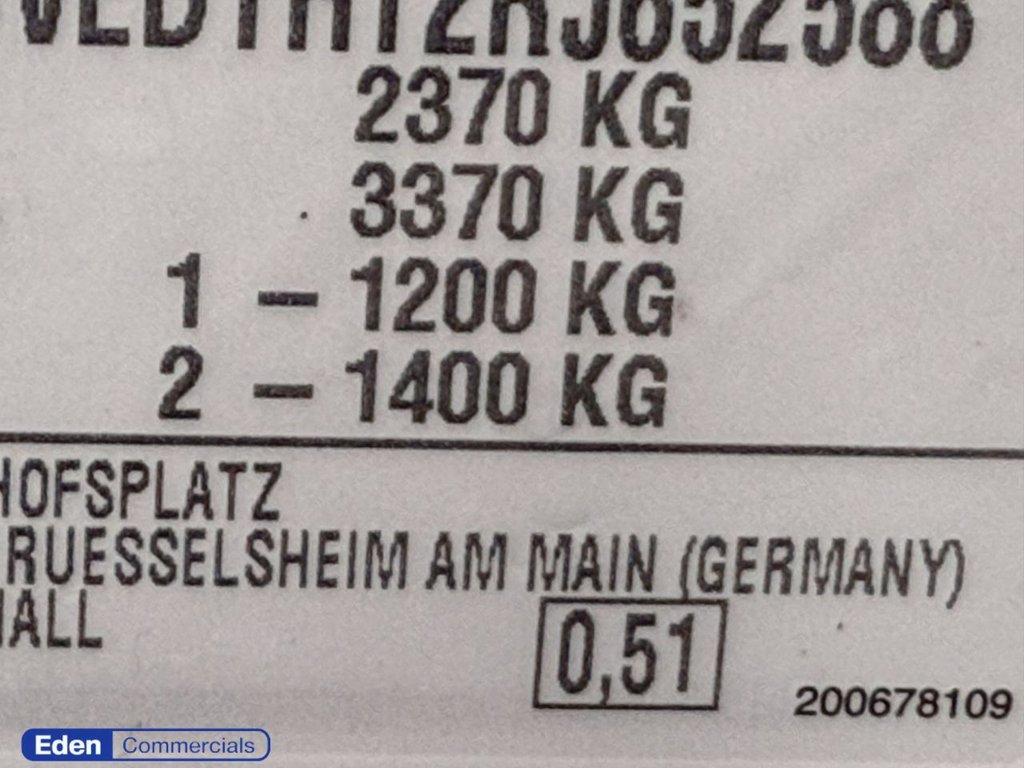 2370 KG
3370 KG
1 – 1200 KG
2 – 1400 KG
HOFSPLATZ
RUESSELSHEIM AM MAIN (GERMANY)
HALL
0,51
200678109
Eden Commercials